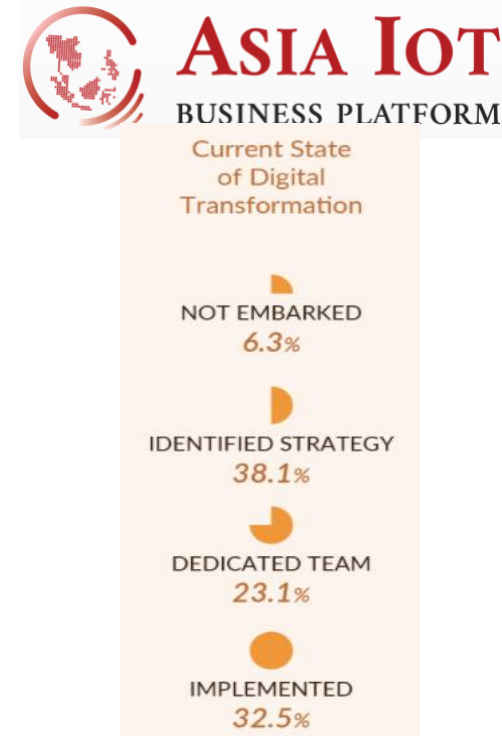 ASIA IOT
BUSINESS PLATFORM
Current State
of Digital
Transformation
NOT EMBARKED
6.3%
IDENTIFIED STRATEGY
38.1%
DEDICATED TEAM
23.1%
IMPLEMENTED
32.5%